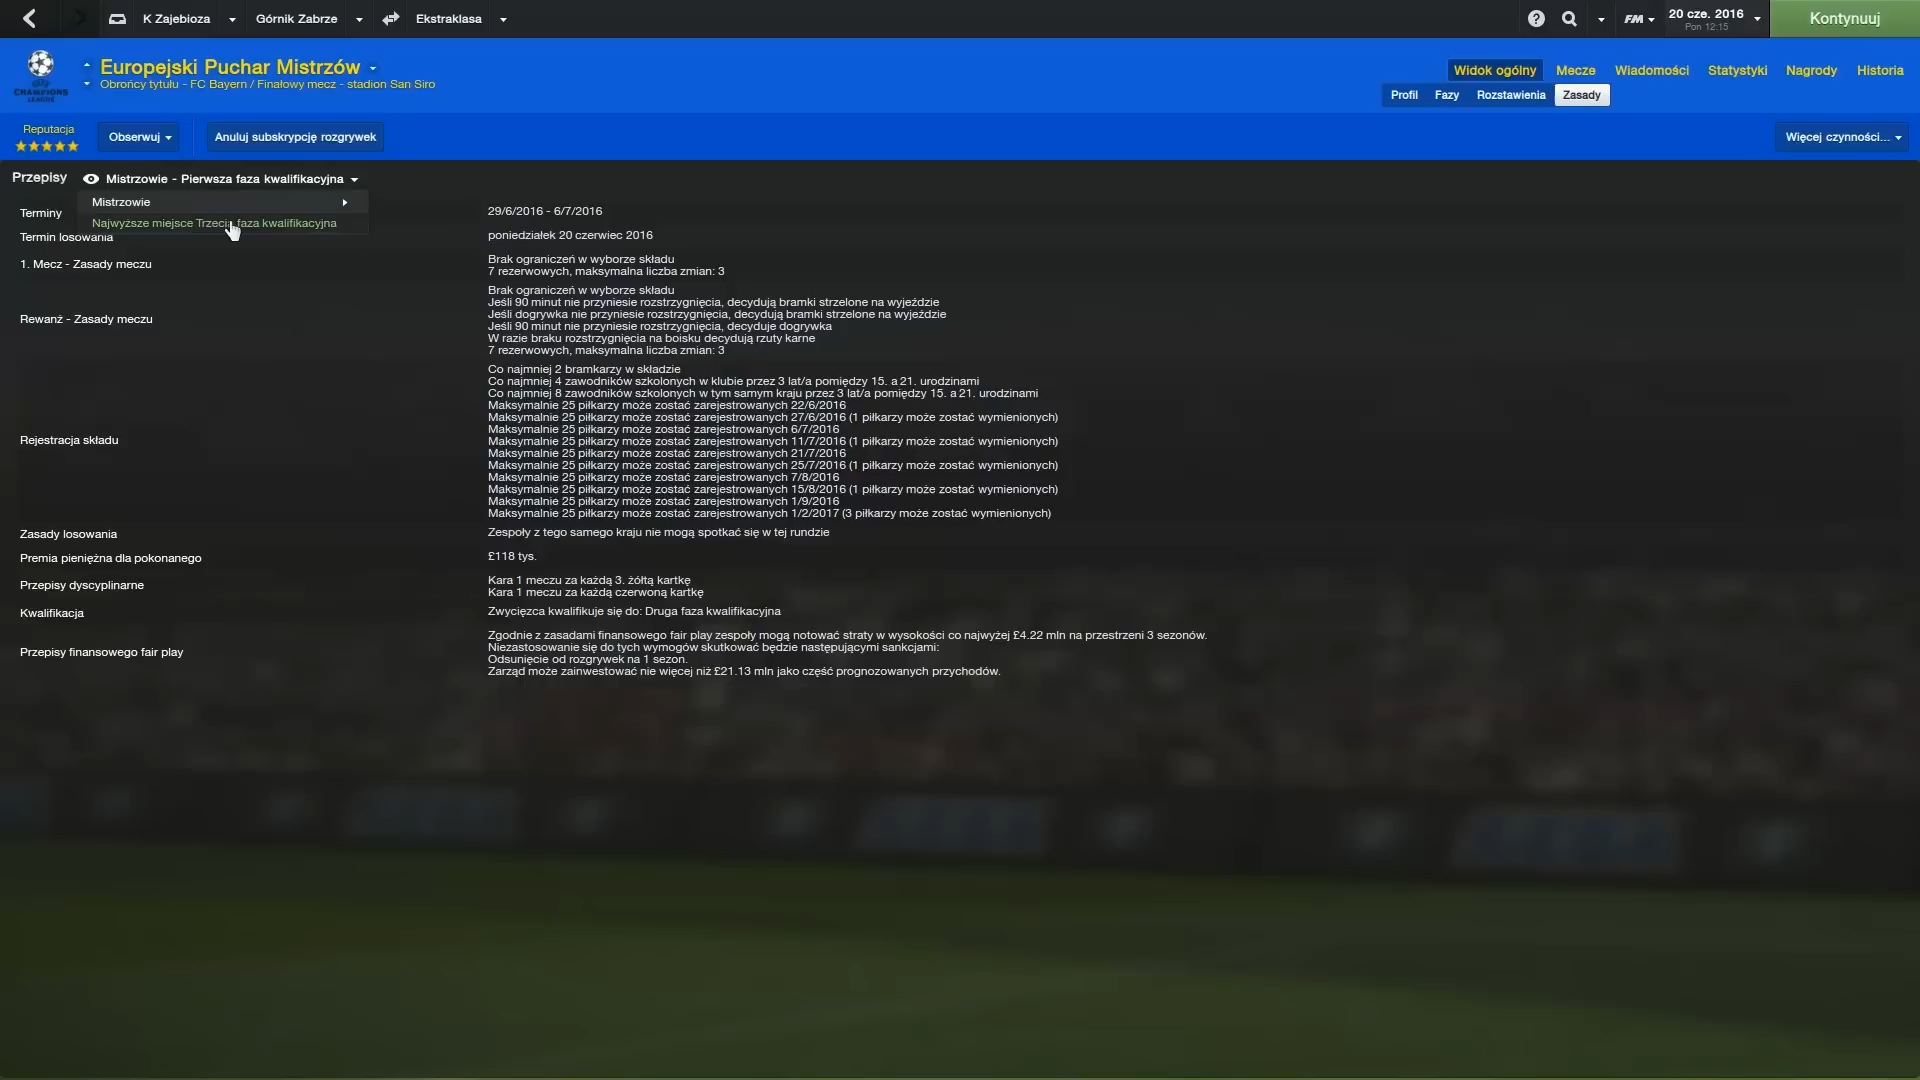 K Zajebioza
Górnik Zabrze
Ekstraklasa
FM
20 cze. 2016
Pon 12:15
Kontynuuj
CHAMPIONS
LEAGUE
Europejski Puchar Mistrzów
Obrońcy tytułu - FC Bayern / Finałowy mecz - stadion San Siro
Widok ogólny Mecze Wiadomości Statystyki Nagrody Historia
Profil Fazy Rozstawienia Zasady
Reputacja
Obserwuj
Anuluj subskrypcję rozgrywek
Więcej czynności...
Przepisy Mistrzowie - Pierwsza faza kwalifikacyjna
Mistrzowie
Najwyższe miejsce Trzecia faza kwalifikacyjna
Terminy 29/6/2016 - 6/7/2016
Termin losowania poniedziałek 20 czerwiec 2016
1. Mecz - Zasady meczu
Brak ograniczeń w wyborze składu
7 rezerwowych, maksymalna liczba zmian: 3
Rewanż - Zasady meczu
Brak ograniczeń w wyborze składu
Jeśli 90 minut nie przyniesie rozstrzygnięcia, decydują bramki strzelone na wyjeździe
Jeśli dogrywka nie przyniesie rozstrzygnięcia, decydują bramki strzelone na wyjeździe
Jeśli 90 minut nie przyniesie rozstrzygnięcia, decyduje dogrywka
W razie braku rozstrzygnięcia na boisku decydują rzuty karne
7 rezerwowych, maksymalna liczba zmian: 3
Rejestracja składu
Co najmniej 2 bramkarzy w składzie
Co najmniej 4 zawodników szkolonych w klubie przez 3 lat/a pomiędzy 15. a 21. urodzinami
Co najmniej 8 zawodników szkolonych w tym samym kraju przez 3 lat/a pomiędzy 15. a 21. urodzinami
Maksymalnie 25 piłkarzy może zostać zarejestrowanych 22/6/2016
Maksymalnie 25 piłkarzy może zostać zarejestrowanych 27/6/2016 (1 piłkarzy może zostać wymienionych)
Maksymalnie 25 piłkarzy może zostać zarejestrowanych 6/7/2016
Maksymalnie 25 piłkarzy może zostać zarejestrowanych 11/7/2016 (1 piłkarzy może zostać wymienionych)
Maksymalnie 25 piłkarzy może zostać zarejestrowanych 21/7/2016
Maksymalnie 25 piłkarzy może zostać zarejestrowanych 25/7/2016 (1 piłkarzy może zostać wymienionych)
Maksymalnie 25 piłkarzy może zostać zarejestrowanych 7/8/2016
Maksymalnie 25 piłkarzy może zostać zarejestrowanych 15/8/2016 (1 piłkarzy może zostać wymienionych)
Maksymalnie 25 piłkarzy może zostać zarejestrowanych 1/9/2016
Maksymalnie 25 piłkarzy może zostać zarejestrowanych 1/2/2017 (3 piłkarzy może zostać wymienionych)
Zasady losowania Zespoły z tego samego kraju nie mogą spotkać się w tej rundzie
Premia pieniężna dla pokonanego £118 tys.
Przepisy dyscyplinarne
Kara 1 meczu za każdą 3. żółtą kartkę
Kara 1 meczu za każdą czerwoną kartkę
Kwalifikacja Zwycięzca kwalifikuje się do: Druga faza kwalifikacyjna
Przepisy finansowego fair play
Zgodnie z zasadami finansowego fair play zespoły mogą notować straty w wysokości co najwyżej £4.22 mln na przestrzeni 3 sezonów.
Niezastosowanie się do tych wymogów skutkować będzie następującymi sankcjami:
Odsunięcie od rozgrywek na 1 sezon.
Zarząd może zainwestować nie więcej niż £21.13 mln jako część prognozowanych przychodów.